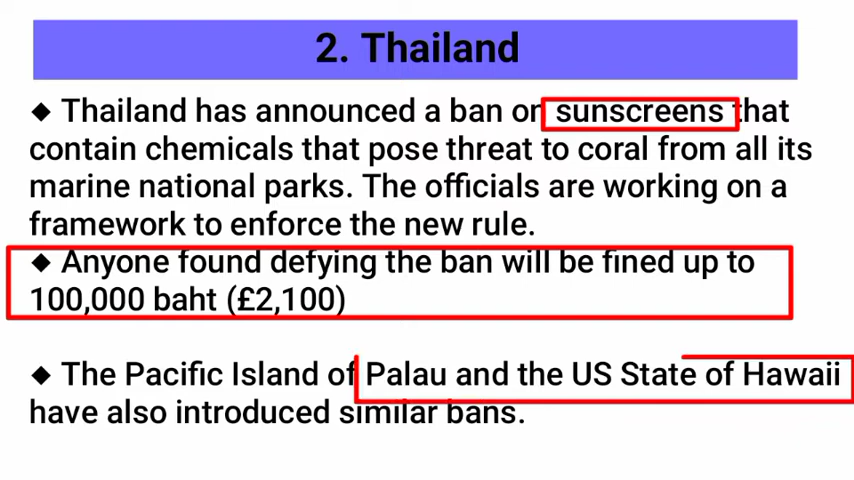 2. Thailand
◆ Thailand has announced a ban on sunscreens that
contain chemicals that pose threat to coral from all its
marine national parks. The officials are working on a
framework to enforce the new rule.
◆ Anyone found defying the ban will be fined up to
100,000 baht (£2,100)
◆ The Pacific Island of Palau and the US State of Hawaii
have also introduced similar bans.